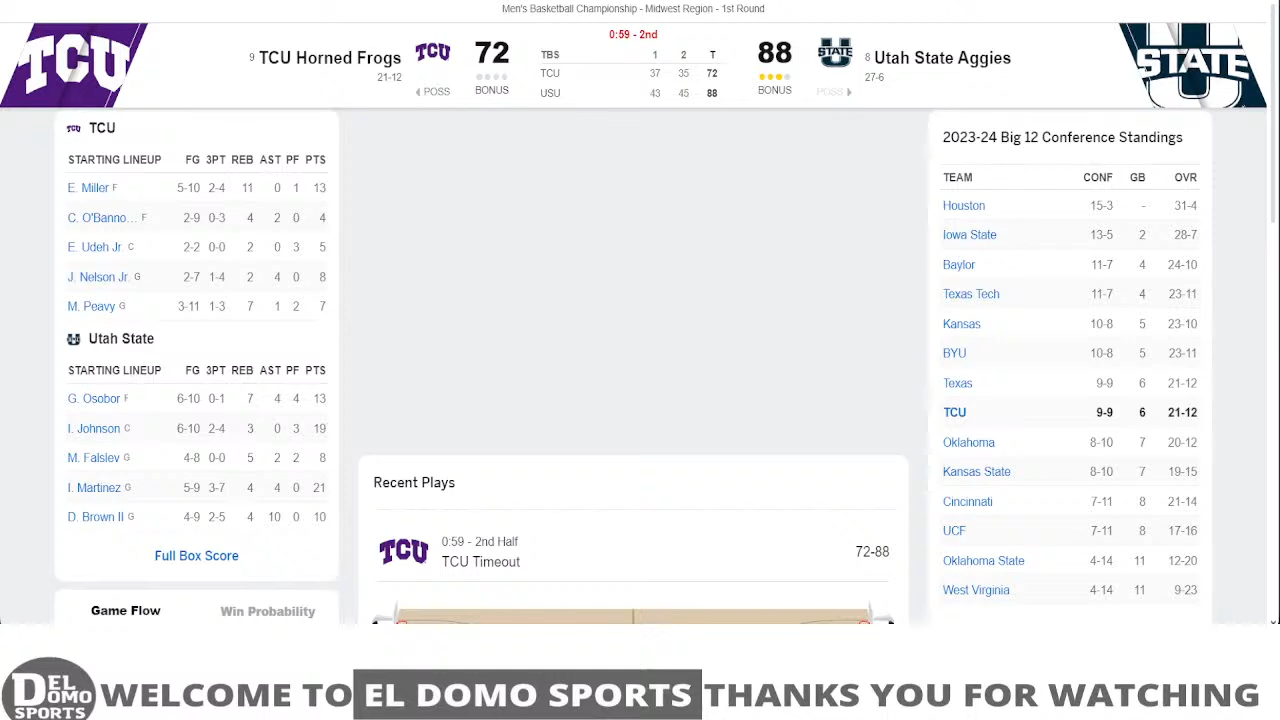 Men's Basketball Championship - Midwest Region - 1st Round
TCU
9 TCU Horned Frogs
21-12
TCU
72
POSS
BONUS
0:59 - 2nd
TBS 1 2 T
TCU 37 35 72
USU 43 45 88
88
BONUS
STATE
8 Utah State Aggies
27-6
POSS
STATE
TCU TCU
STARTING LINEUP FG 3PT REB AST PF PTS
E. Miller F 5-10 2-4 11 0 1 13
C. O'Banno... F 2-9 0-3 4 2 0 4
E. Udeh Jr. C 2-2 0-0 2 0 3 5
J. Nelson Jr. G 2-7 1-4 2 4 0 8
M. Peavy G 3-11 1-3 7 1 2 7
Utah State
STARTING LINEUP FG 3PT REB AST PF PTS
G. Osobor F 6-10 0-1 7 4 4 13
I. Johnson C 6-10 2-4 3 0 3 19
M. Falslev G 4-8 0-0 5 2 2 8
I. Martinez G 5-9 3-7 4 4 0 21
D. Brown II G 4-9 2-5 4 10 0 10
Full Box Score
Game Flow Win Probability
Recent Plays
TCU
0:59 - 2nd Half
TCU Timeout
72-88
2023-24 Big 12 Conference Standings
TEAM CONF GB OVR
Houston 15-3 - 31-4
Iowa State 13-5 2 28-7
Baylor 11-7 4 24-10
Texas Tech 11-7 4 23-11
Kansas 10-8 5 23-10
BYU 10-8 5 23-11
Texas 9-9 6 21-12
TCU 9-9 6 21-12
Oklahoma 8-10 7 20-12
Kansas State 8-10 7 19-15
Cincinnati 7-11 8 21-14
UCF 7-11 8 17-16
Oklahoma State 4-14 11 12-20
West Virginia 4-14 11 9-23
DEL DOMO SPORTS
WELCOME TO EL DOMO SPORTS THANKS YOU FOR WATCHING